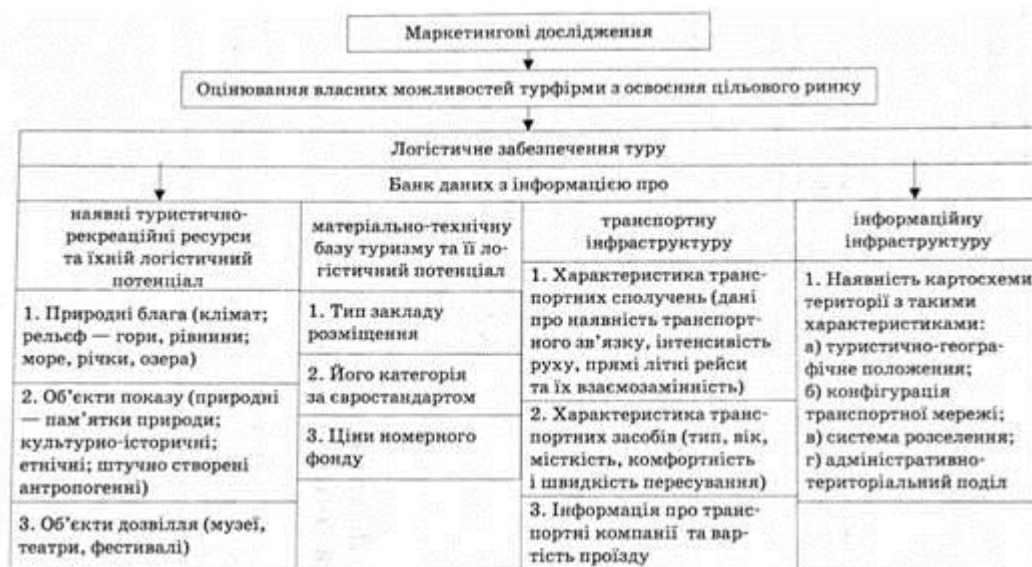 Маркетингові дослідження
Оцінювання власних можливостей турфірми з освоєння цільового ринку
Логістичне забезпечення туру
Банк даних з інформацією про
наявні туристично-
рекреаційні ресурси
та їхній логістичний
потенціал
1. Природні блага (клімат;
рельєф — гори, рівнини;
море, річки, озера)
2. Об'єкти показу (природні
— пам'ятки природи;
культурно-історичні;
етнічні; штучно створені
антропогенні)
3. Об'єкти дозвілля (музеї,
театри, фестивалі)
матеріально-технічну
базу туризму та її ло-
гістичний потенціал
1. Тип закладу
розміщення
2. Його категорія
за євростандартом
3. Ціни номерного
фонду
транспортну
інфраструктуру
1. Характеристика транс-
портних сполучень (дані
про наявність транспорт-
ного зв'язку, інтенсивість
руху, прямі літні рейси
та їх взаємозамінність)
2. Характеристика транс-
портних засобів (тип, вік,
місткість, комфортність
і швидкість пересування)
3. Інформація про транс-
портні компанії та вар-
тість проїзду
інформаційну
інфраструктуру
1. Наявність картосхеми
території з такими
характеристиками:
а) туристично-геогра-
фічне положення;
б) конфігурація
транспортної мережі;
в) система розселення;
г) адміністративно-
територіальний поділ